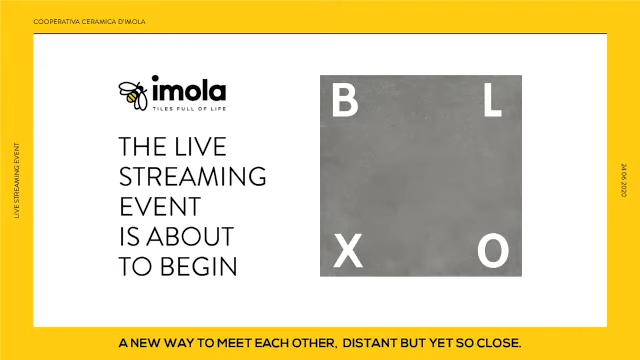 COOPERATIVA CERAMICA D'IMOLA
LIVE STREAMING EVENT
imola
TILES FULL OF LIFE
THE LIVE
STREAMING
EVENT
IS ABOUT
TO BEGIN
B L
X O
24 06 2020
A NEW WAY TO MEET EACH OTHER, DISTANT BUT YET SO CLOSE.